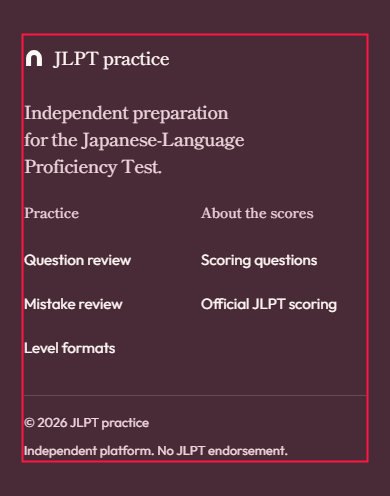 JLPT practice
Independent preparation
for the Japanese-Language
Proficiency Test.
Practice
Question review
Mistake review
Level formats
About the scores
Scoring questions
Official JLPT scoring
© 2026 JLPT practice
Independent platform. No JLPT endorsement.